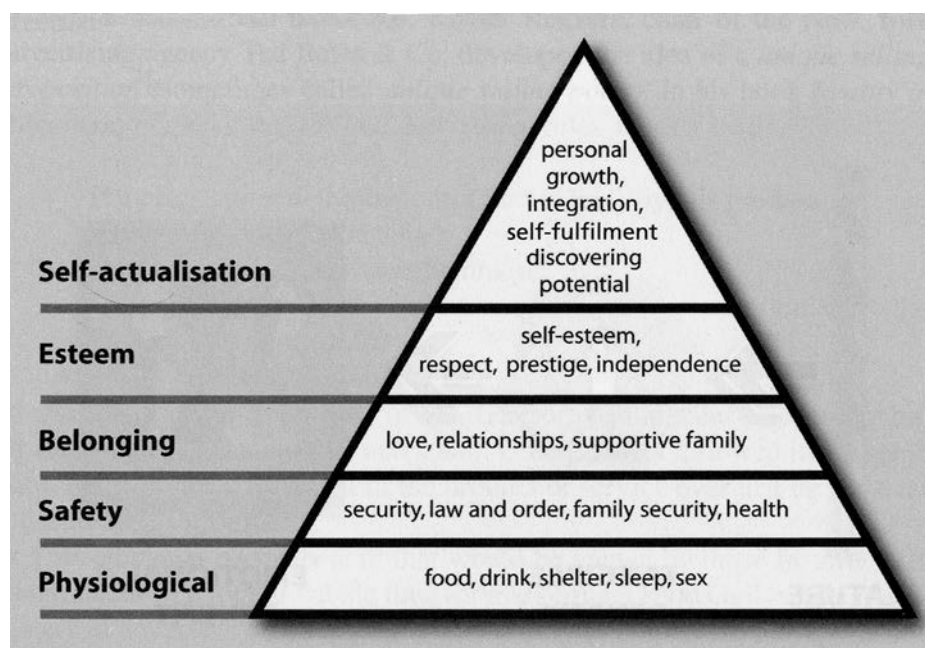 personal
growth,
integration,
self-fulfilment
discovering
potential
Self-actualisation
self-esteem,
respect, prestige, independence
Esteem
love, relationships, supportive family
Belonging
security, law and order, family security, health
Safety
food, drink, shelter, sleep, sex
Physiological